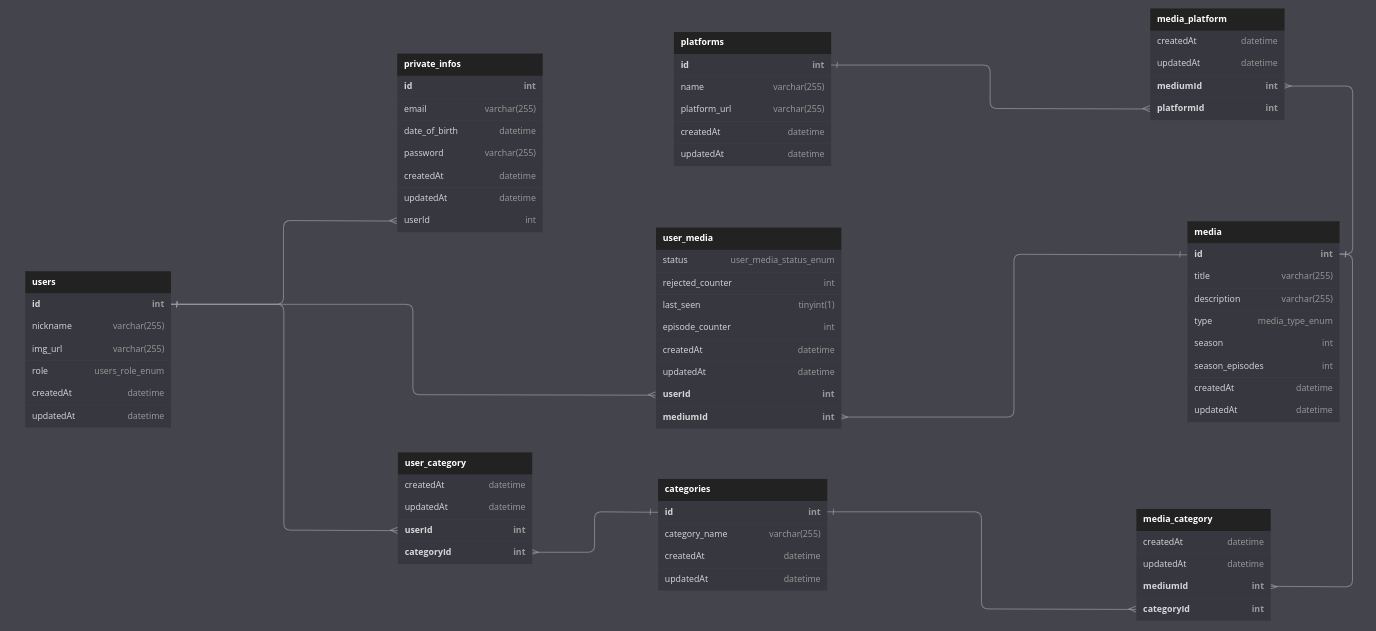 media_platform
createdAt datetime
updatedAt datetime
mediumId int
platformId int
platforms
id int
name varchar(255)
platform_url varchar(255)
createdAt datetime
updatedAt datetime
private_infos
id int
email varchar(255)
date_of_birth datetime
password varchar(255)
createdAt datetime
updatedAt datetime
userId int
user_media
status user_media_status_enum
rejected_counter int
last_seen tinyint(1)
episode_counter int
createdAt datetime
updatedAt datetime
userId int
mediumId int
media
id int
title varchar(255)
description varchar(255)
type media_type_enum
season int
season_episodes int
createdAt datetime
updatedAt datetime
users
id int
nickname varchar(255)
img_url varchar(255)
role users_role_enum
createdAt datetime
updatedAt datetime
user_category
createdAt datetime
updatedAt datetime
userId int
categoryId int
categories
id int
category_name varchar(255)
createdAt datetime
updatedAt datetime
media_category
createdAt datetime
updatedAt datetime
mediumId int
categoryId int